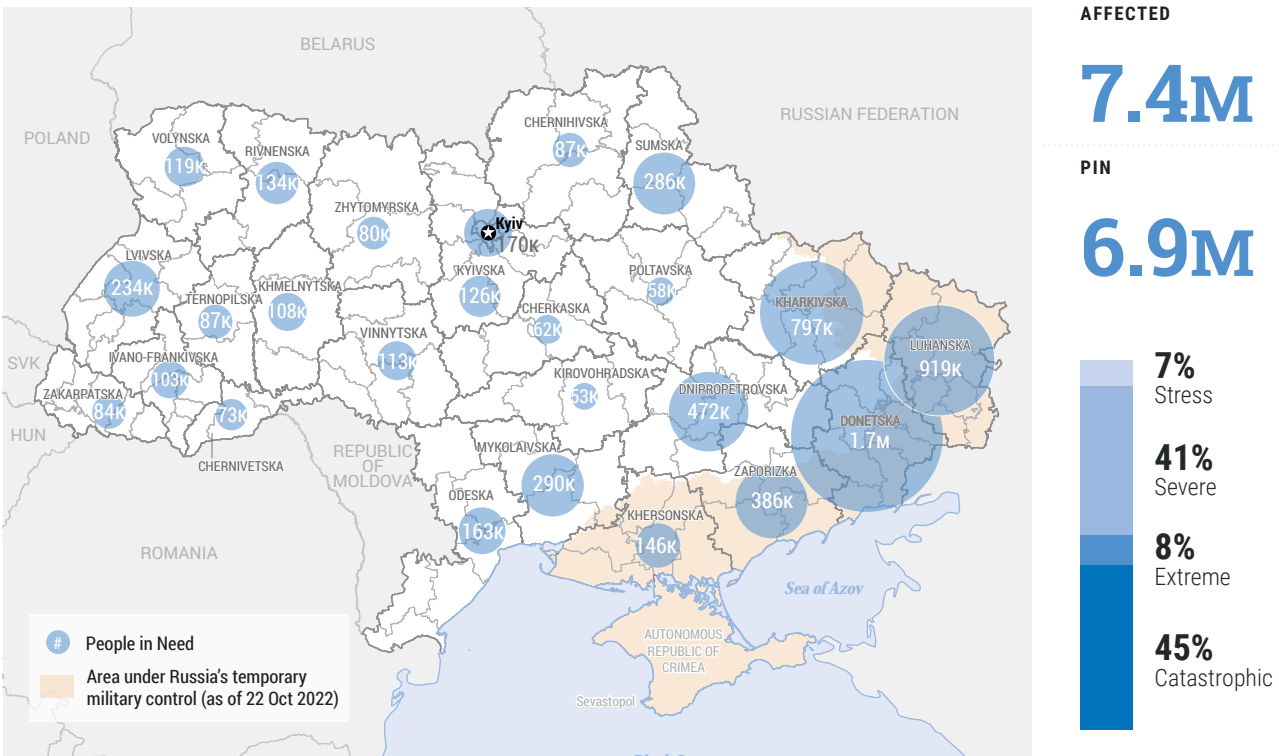 BELARUS
POLAND
RUSSIAN FEDERATION
VOLYNSKA
119K
RIVNENSKA
134K
CHERNIHIVSKA
87K
SUMSKA
286K
ZHYTOMYRSKA
80K
Kyiv
170K
LVIVSKA
234K
TERNOPILSKA
87K
KHMELNYTSKA
108K
KYIVSKA
126K
POLTAVSKA
58K
CHERKASKA
62K
KHARKIVSKA
797K
VINNYTSKA
113K
LUHANSKA
919K
SVK
IVANO-FRANKIVSKA
103K
ZAKARPATSKA
84K
73K
CHERNIVETSKA
KIROVOHRADSKA
53K
DNIPROPETROVSKA
472K
DONETSKA
1.7M
HUN
REPUBLIC
OF
MOLDOVA
MYKOLAIVSKA
290K
ODESKA
163K
ZAPORIZKA
386K
KHERSONSKA
146K
ROMANIA
Sea of Azov
AUTONOMOUS
REPUBLIC OF
CRIMEA
Sevastopol
# People in Need
Area under Russia's temporary
military control (as of 22 Oct 2022)
AFFECTED
7.4M
PIN
6.9M
7%
Stress
41%
Severe
8%
Extreme
45%
Catastrophic